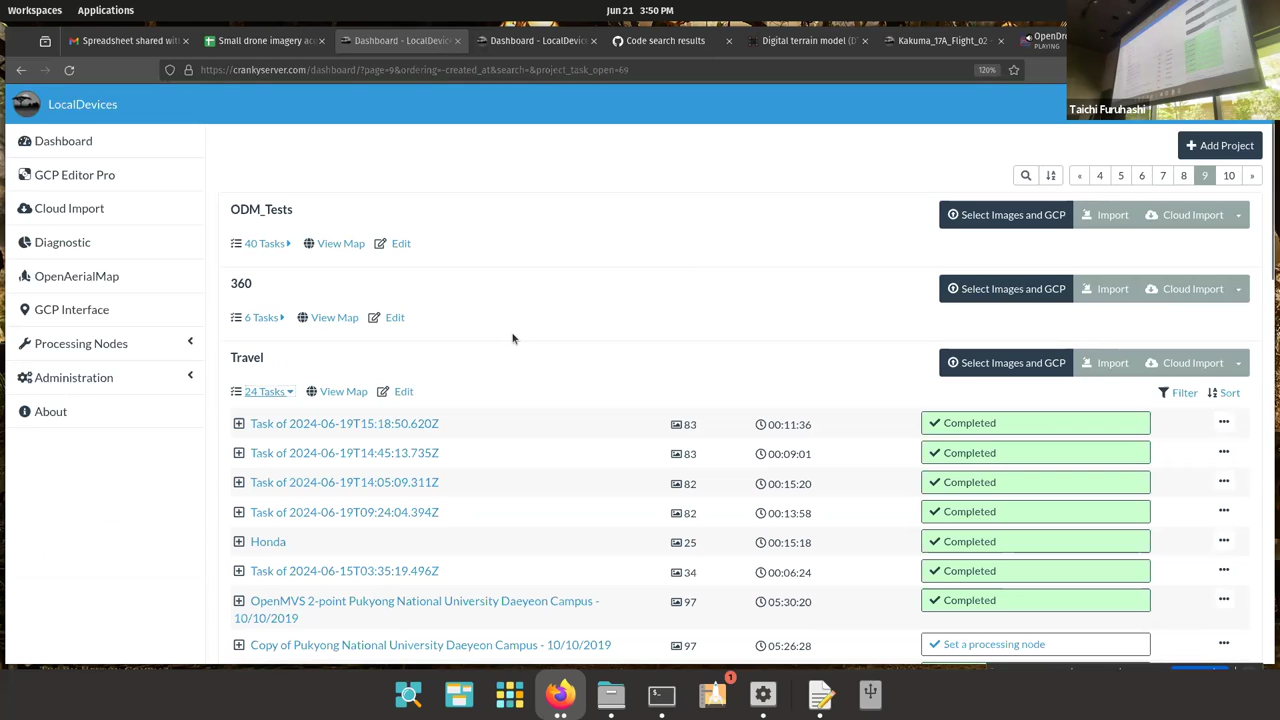 Workspaces
Applications
Jun 21 3:50 PM
Spreadsheet shared wit
Small drone imagery ac
Dashboard - LocalDevic
Dashboard - LocalDevic
Code search results
Digital terrain model (D
Kakuma_17A_Flight_02 -
OpenDro
PLAYING
https://crankyserver.com/dashboard/?page=9&ordering=-created_at&search=&project_task_open=69
120%
Taichi Furuhashi
LocalDevices
Dashboard
GCP Editor Pro
Cloud Import
Diagnostic
OpenAerialMap
GCP Interface
Processing Nodes
Administration
About
Add Project
« 4 5 6 7 8 9 10 »
ODM_Tests
Select Images and GCP Import Cloud Import
40 Tasks View Map Edit
360
Select Images and GCP Import Cloud Import
6 Tasks View Map Edit
Travel
Select Images and GCP Import Cloud Import
24 Tasks View Map Edit Filter Sort
Task of 2024-06-19T15:18:50.620Z 83 00:11:36 Completed
Task of 2024-06-19T14:45:13.735Z 83 00:09:01 Completed
Task of 2024-06-19T14:05:09.311Z 82 00:15:20 Completed
Task of 2024-06-19T09:24:04.394Z 82 00:13:58 Completed
Honda 25 00:15:18 Completed
Task of 2024-06-15T03:35:19.496Z 34 00:06:24 Completed
OpenMVS 2-point Pukyong National University Daeyeon Campus - 97 05:30:20 Completed
10/10/2019
Copy of Pukyong National University Daeyeon Campus - 10/10/2019 97 05:26:28 Set a processing node
1